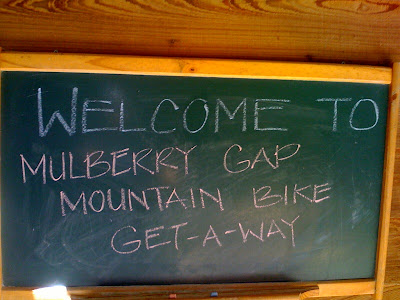 WELCOME TO
MULBERRY GAP
MOUNTAIN BIKE
GET-A-WAY